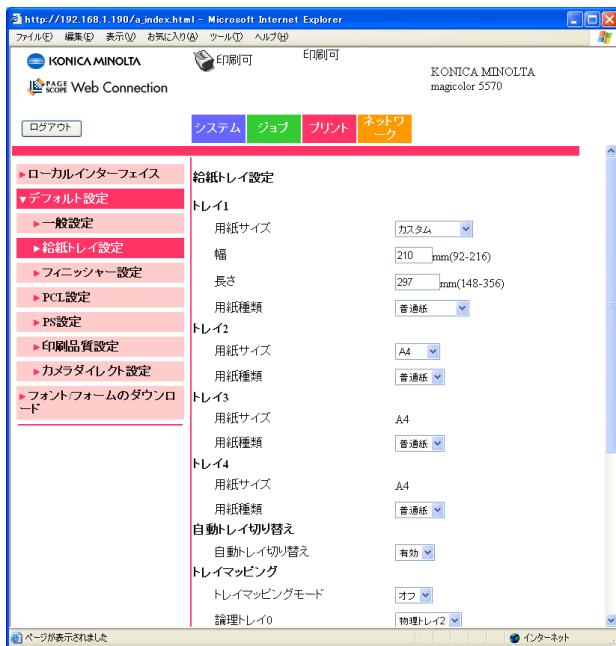 http://192.168.1.190/a_index.html - Microsoft Internet Explorer
ファイル(F) 編集(E) 表示(V) お気に入り(A) ツール(T) ヘルプ(H)
KONICA MINOLTA
印刷可
印刷可
KONICA MINOLTA
magicolor 5570
PAGE SCOPE Web Connection
ログアウト
システム
ジョブ
プリント
ネットワ
ーク
▶ローカルインターフェイス
▼デフォルト設定
▶一般設定
▶給紙トレイ設定
▶フィニッシャー設定
▶PCL設定
▶PS設定
▶印刷品質設定
▶カメラダイレクト設定
▶フォント/フォームのダウンロ
ード
給紙トレイ設定
トレイ1
用紙サイズ カスタム
幅 210 mm(92-216)
長さ 297 mm(148-356)
用紙種類 普通紙
トレイ2
用紙サイズ A4
用紙種類 普通紙
トレイ3
用紙サイズ A4
用紙種類 普通紙
トレイ4
用紙サイズ A4
用紙種類 普通紙
自動トレイ切り替え
自動トレイ切り替え 有効
トレイマッピング
トレイマッピングモード オフ
論理トレイ0 物理トレイ2
ページが表示されました
インターネット